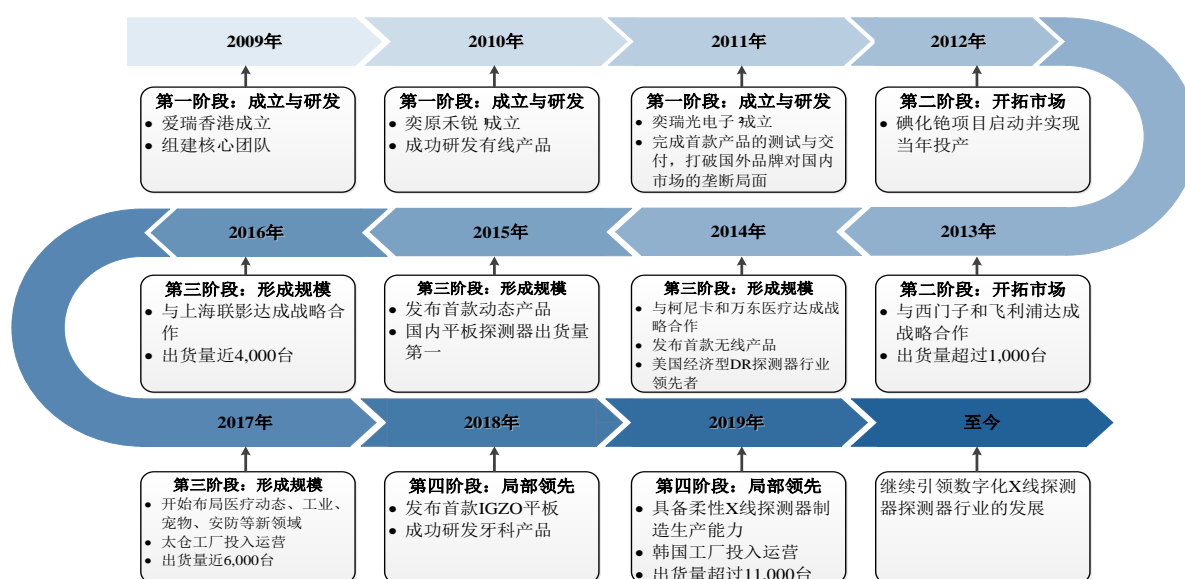 2009年
第一阶段：成立与研发
• 爱瑞香港成立
• 组建核心团队
2010年
第一阶段：成立与研发
• 奕原禾锐成立
• 成功研发有线产品
2011年
第一阶段：成立与研发
• 奕瑞光电子成立
• 完成首款产品的测试与交
付，打破国外品牌对国内
市场的垄断局面
2012年
第二阶段：开拓市场
• 碘化铯项目启动并实现
当年投产
2016年
第三阶段：形成规模
• 与上海联影达成战略合
作
• 出货量近4,000台
2015年
第三阶段：形成规模
• 发布首款动态产品
• 国内平板探测器出货量
第一
2014年
第三阶段：形成规模
• 与柯尼卡和万东医疗达成战
略合作
• 发布首款无线产品
• 美国经济型DR探测器行业
领先者
2013年
第二阶段：开拓市场
• 与西门子和飞利浦达成
战略合作
• 出货量超过1,000台
2017年
第三阶段：形成规模
• 开始布局医疗动态、工业、
宠物、安防等新领域
• 太仓工厂投入运营
• 出货量近6,000台
2018年
第四阶段：局部领先
• 发布首款IGZO平板
• 成功研发牙科产品
2019年
第四阶段：局部领先
• 具备柔性X线探测器制
造生产能力
• 韩国工厂投入运营
• 出货量超过11,000台
至今
继续引领数字化X线探测
器探测器行业的发展